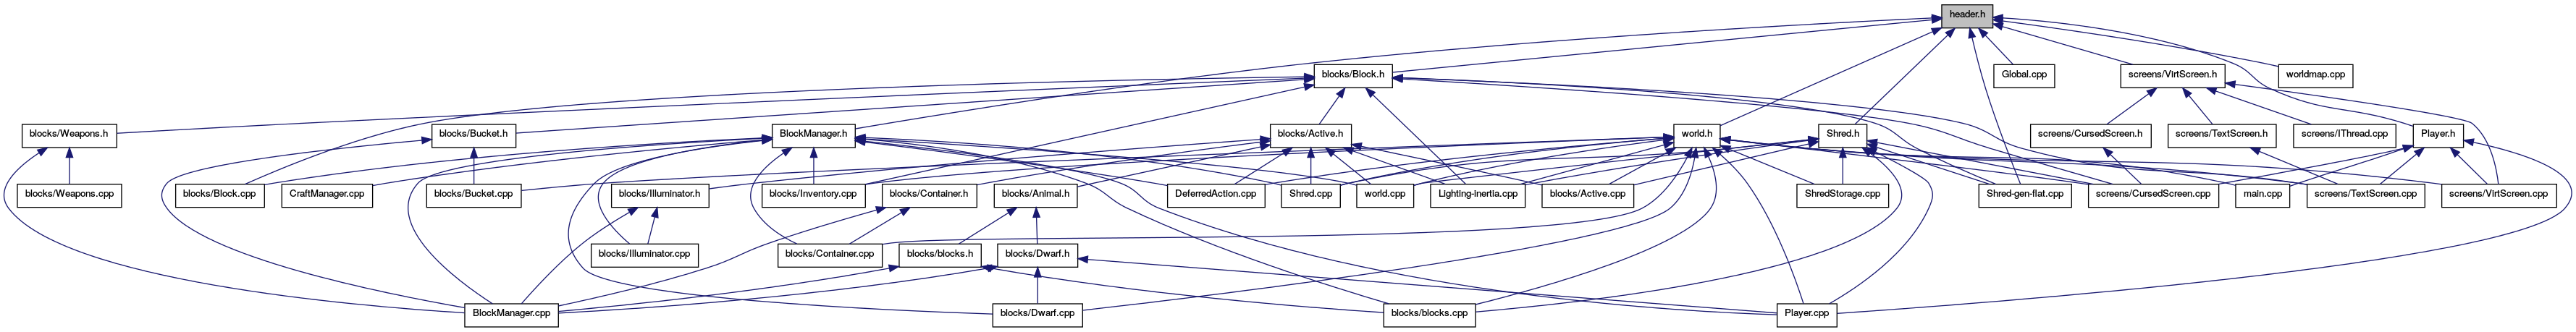 header.h
blocks/Block.h
Global.cpp
screens/VirtScreen.h
worldmap.cpp
blocks/Weapons.h
blocks/Bucket.h
BlockManager.h
blocks/Active.h
world.h
Shred.h
screens/CursedScreen.h
screens/TextScreen.h
screens/IThread.cpp
Player.h
blocks/Weapons.cpp
blocks/Block.cpp
CraftManager.cpp
blocks/Bucket.cpp
blocks/Illuminator.h
blocks/Inventory.cpp
blocks/Container.h
blocks/Animal.h
DeferredAction.cpp
Shred.cpp
world.cpp
Lighting-inertia.cpp
blocks/Active.cpp
ShredStorage.cpp
Shred-gen-flat.cpp
screens/CursedScreen.cpp
main.cpp
screens/TextScreen.cpp
screens/VirtScreen.cpp
blocks/Illuminator.cpp
blocks/Container.cpp
blocks/blocks.h
blocks/Dwarf.h
BlockManager.cpp
blocks/Dwarf.cpp
blocks/blocks.cpp
Player.cpp